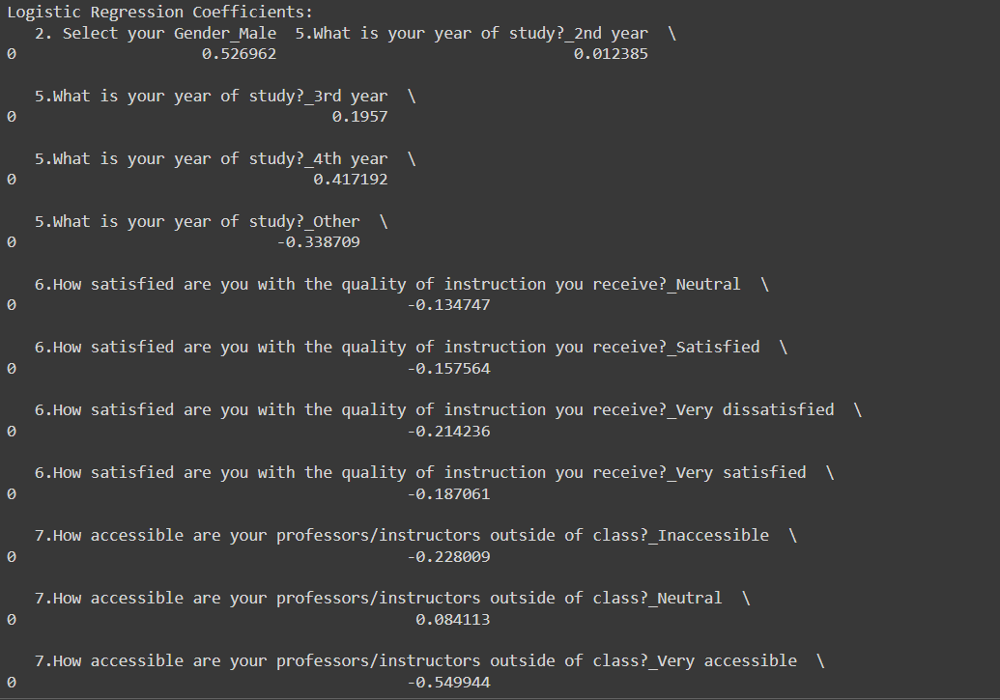 Logistic Regression Coefficients:
2. Select your Gender_Male 5.What is your year of study?_2nd year \
0 0.526962 0.012385
5.What is your year of study?_3rd year \
0 0.1957
5.What is your year of study?_4th year \
0 0.417192
5.What is your year of study?_Other \
0 -0.338709
6.How satisfied are you with the quality of instruction you receive?_Neutral \
0 -0.134747
6.How satisfied are you with the quality of instruction you receive?_Satisfied \
0 -0.157564
6.How satisfied are you with the quality of instruction you receive?_Very dissatisfied \
0 -0.214236
6.How satisfied are you with the quality of instruction you receive?_Very satisfied \
0 -0.187061
7.How accessible are your professors/instructors outside of class?_Inaccessible \
0 -0.228009
7.How accessible are your professors/instructors outside of class?_Neutral \
0 0.084113
7.How accessible are your professors/instructors outside of class?_Very accessible \
0 -0.549944